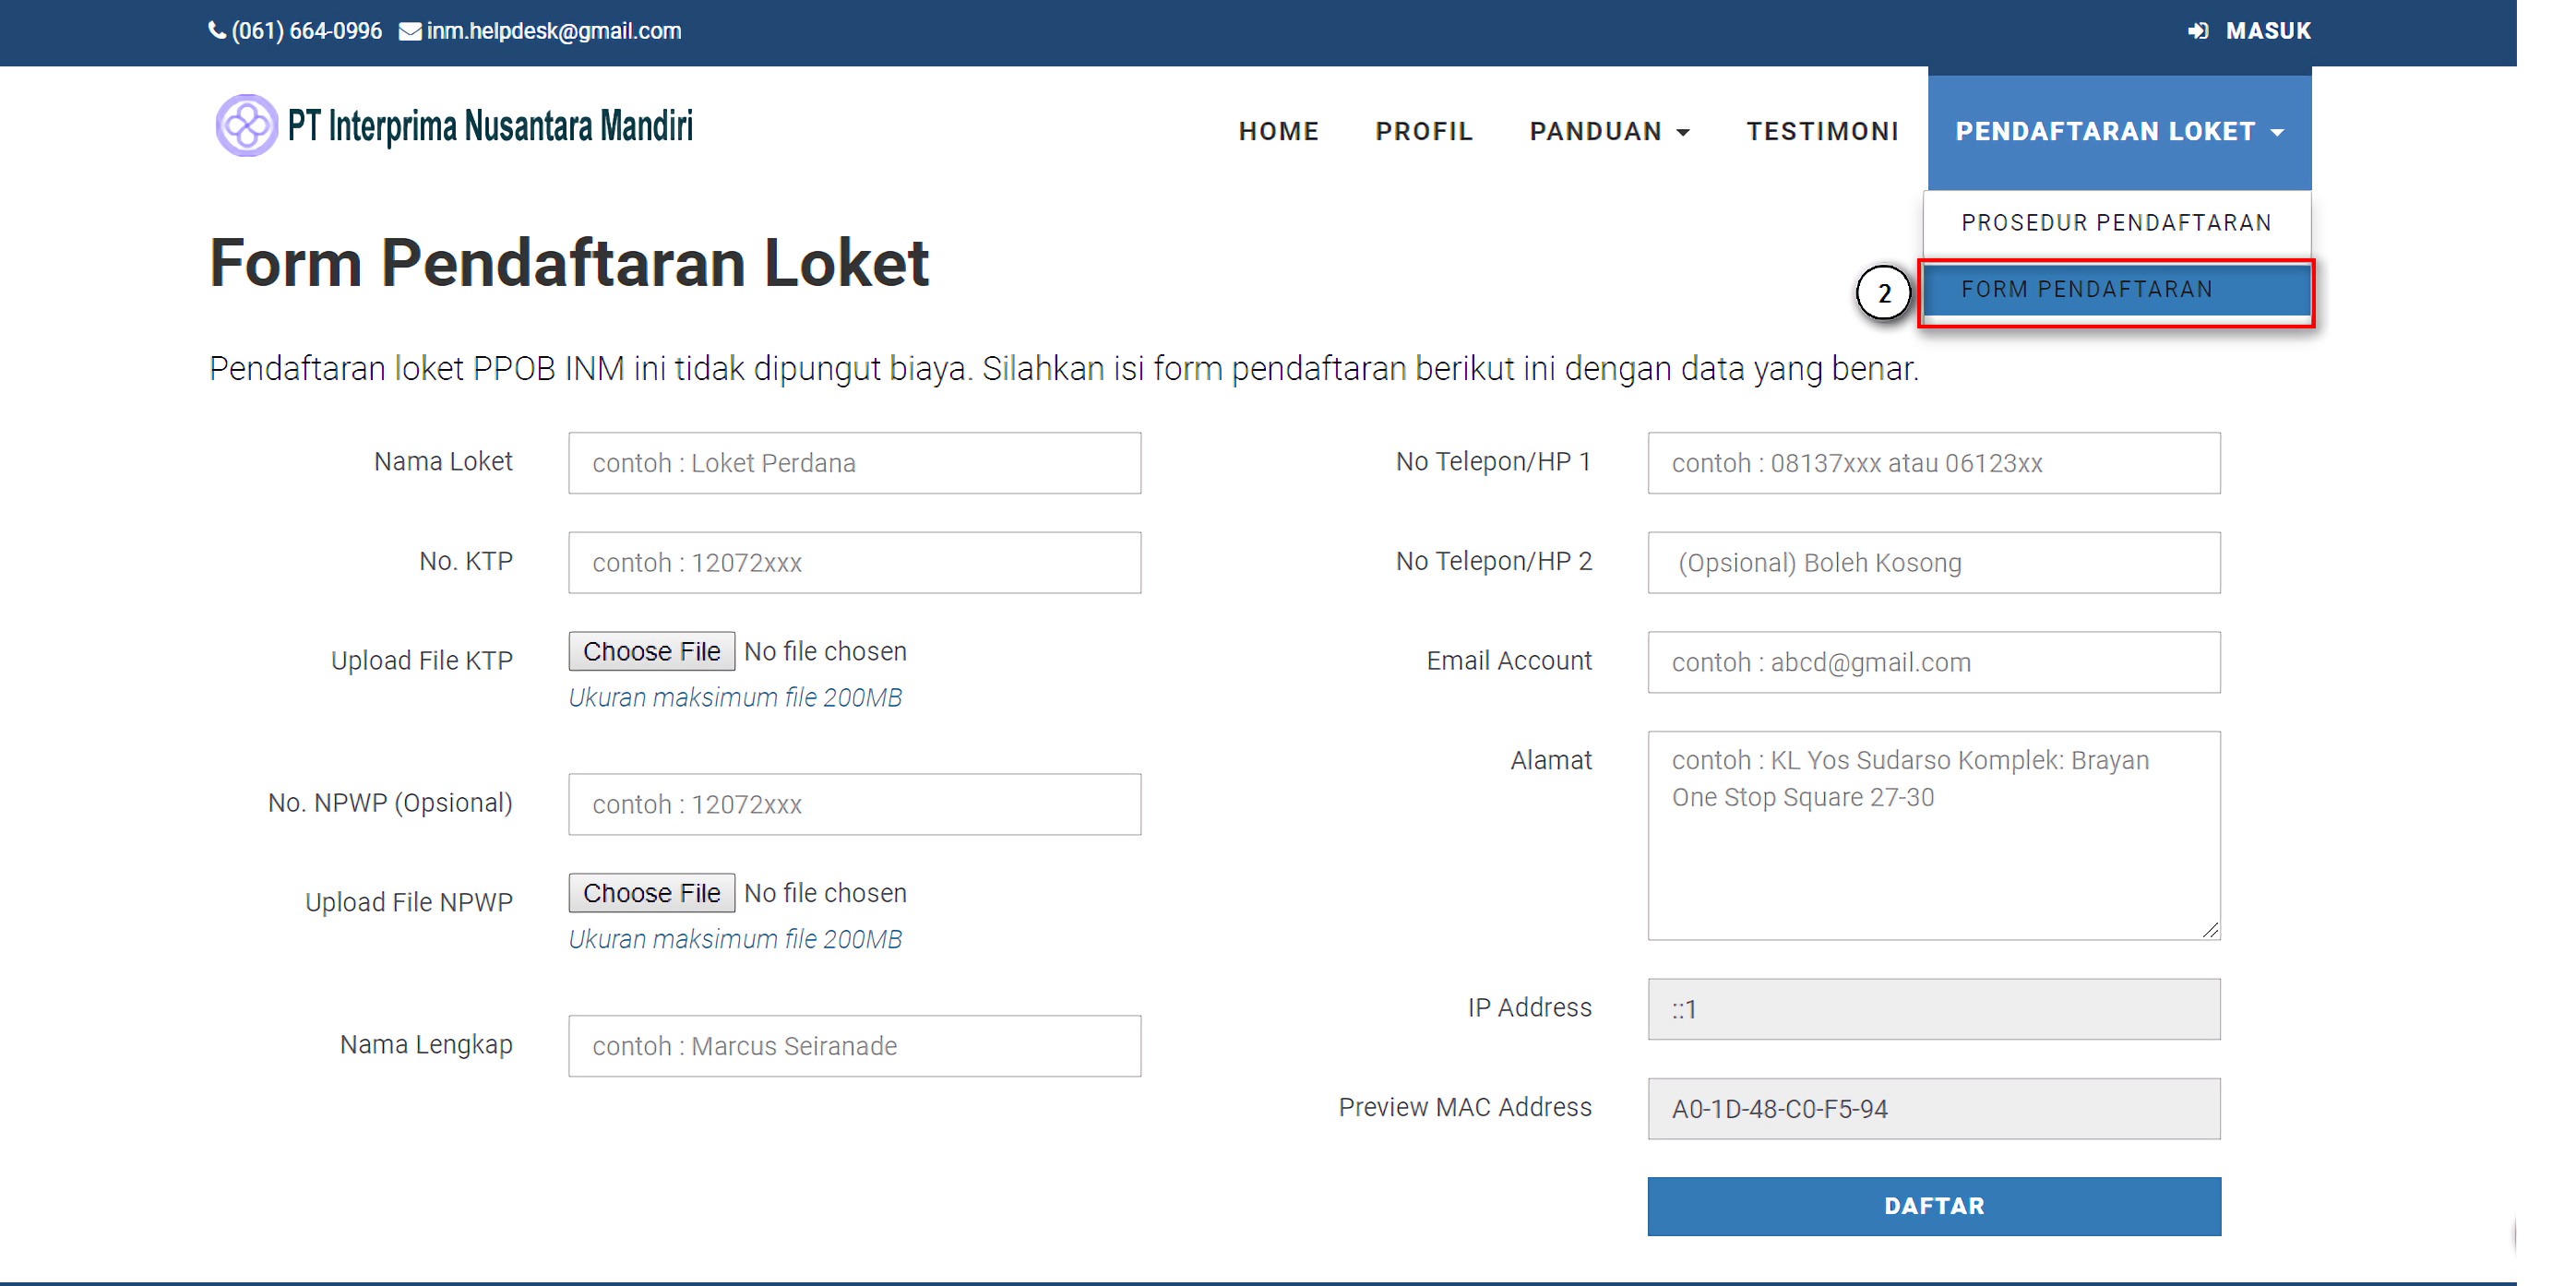 (061) 664-0996 inm.helpdesk@gmail.com
MASUK
PT Interprima Nusantara Mandiri
HOME PROFIL PANDUAN TESTIMONI PENDAFTARAN LOKET
PROSEDUR PENDAFTARAN
2 FORM PENDAFTARAN
Form Pendaftaran Loket
Pendaftaran loket PPOB INM ini tidak dipungut biaya. Silahkan isi form pendaftaran berikut ini dengan data yang benar.
Nama Loket contoh : Loket Perdana
No. KTP contoh : 12072xxx
Upload File KTP Choose File No file chosen
Ukuran maksimum file 200MB
No. NPWP (Opsional) contoh : 12072xxx
Upload File NPWP Choose File No file chosen
Ukuran maksimum file 200MB
Nama Lengkap contoh : Marcus Seiranade
No Telepon/HP 1 contoh : 08137xxx atau 06123xx
No Telepon/HP 2 (Opsional) Boleh Kosong
Email Account contoh : abcd@gmail.com
Alamat contoh : KL Yos Sudarso Komplek: Brayan
One Stop Square 27-30
IP Address ::1
Preview MAC Address A0-1D-48-C0-F5-94
DAFTAR